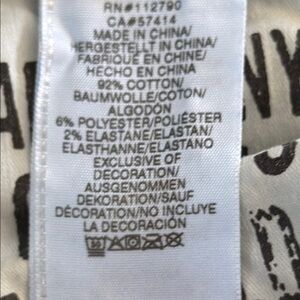 RN#112790
CA#57414
MADE IN CHINA/
HERGESTELLT IN CHINA/
FABRIQUÉ EN CHINE/
HECHO EN CHINA
92% COTTON/
BAUMWOLLE/COTON/
ALGODÓN
6% POLYESTER/POLIÉSTER
2% ELASTANE/ELASTAN/
ELASTHANNE/ELASTANO
EXCLUSIVE OF
DECORATION/
AUSGENOMMEN
DEKORATION/SAUF
DÉCORATION/NO INCLUYE
LA DECORACIÓN